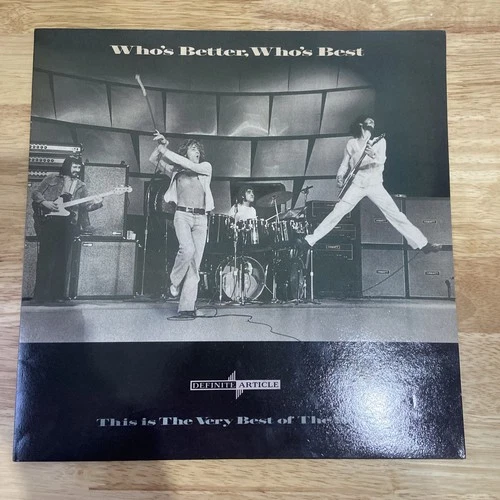 Who's Better, Who's Best
DEFINITE ARTICLE
This is The Very Best of The